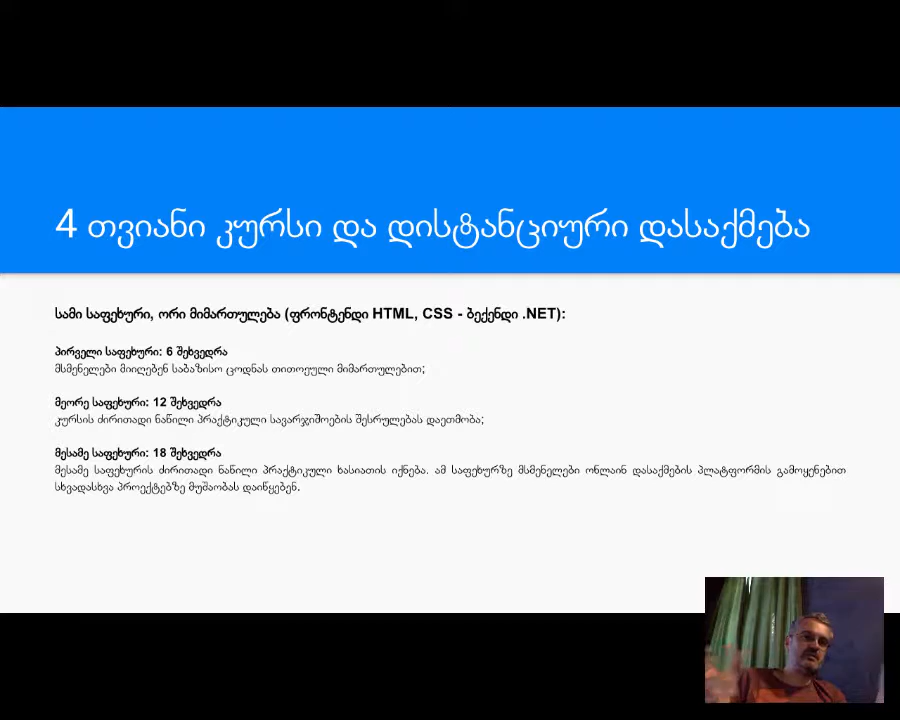 4 თვიანი კურსი და დისტანციური დასაქმება
სამი საფეხური, ორი მიმართულება (ფრონტენდი HTML, CSS - ბექენდი .NET):
პირველი საფეხური: 6 შეხვედრა
მსმენელები მიიღებენ საბაზისო ცოდნას თითოეული მიმართულებით;
მეორე საფეხური: 12 შეხვედრა
კურსის ძირითადი ნაწილი პრაქტიკული სავარჯიშოების შესრულებას დაეთმობა;
მესამე საფეხური: 18 შეხვედრა
მესამე საფეხურის ძირითადი ნაწილი პრაქტიკული ხასიათის იქნება. ამ საფეხურზე მსმენელები ონლაინ დასაქმების პლატფორმის გამოყენებით
სხვადასხვა პროექტებზე მუშაობას დაიწყებენ.